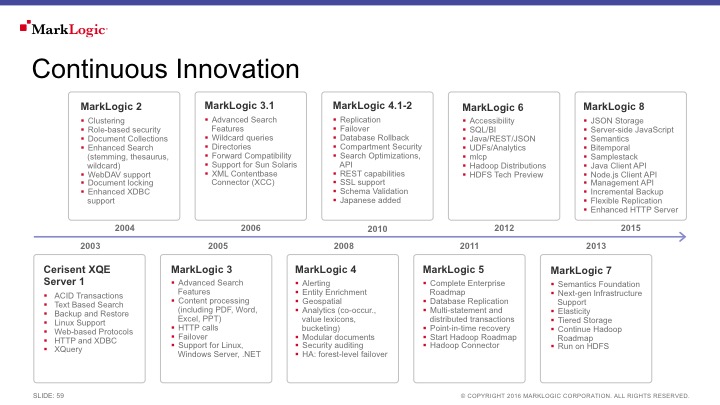 MarkLogic
Continuous Innovation
MarkLogic 2
Clustering
Role-based security
Document Collections
Enhanced Search
(stemming, thesaurus,
wildcard)
WebDAV support
Document locking
Enhanced XDBC
support
MarkLogic 3.1
Advanced Search
Features
Wildcard queries
Directories
Forward Compatibility
Support for Sun Solaris
XML Contentbase
Connector (XCC)
MarkLogic 4.1-2
Replication
Failover
Database Rollback
Compartment Security
Search Optimizations,
API
REST capabilities
SSL support
Schema Validation
Japanese added
MarkLogic 6
Accessibility
SQL/BI
Java/REST/JSON
UDFs/Analytics
mlcp
Hadoop Distributions
HDFS Tech Preview
MarkLogic 8
JSON Storage
Server-side JavaScript
Semantics
Bitemporal
Samplestack
Java Client API
Node.js Client API
Management API
Incremental Backup
Flexible Replication
Enhanced HTTP Server
2004
2006
2010
2012
2015
2003
2005
2008
2011
2013
Cerisent XQE
Server 1
ACID Transactions
Text Based Search
Backup and Restore
Linux Support
Web-based Protocols
HTTP and XDBC
XQuery
MarkLogic 3
Advanced Search
Features
Content processing
(including PDF, Word,
Excel, PPT)
HTTP calls
Failover
Support for Linux,
Windows Server, .NET
MarkLogic 4
Alerting
Entity Enrichment
Geospatial
Analytics (co-occur.,
value lexicons,
bucketing)
Modular documents
Security auditing
HA: forest-level failover
MarkLogic 5
Complete Enterprise
Roadmap
Database Replication
Multi-statement and
distributed transactions
Point-in-time recovery
Start Hadoop Roadmap
Hadoop Connector
MarkLogic 7
Semantics Foundation
Next-gen Infrastructure
Support
Elasticity
Tiered Storage
Continue Hadoop
Roadmap
Run on HDFS
SLIDE: 59
© COPYRIGHT 2016 MARKLOGIC CORPORATION. ALL RIGHTS RESERVED.